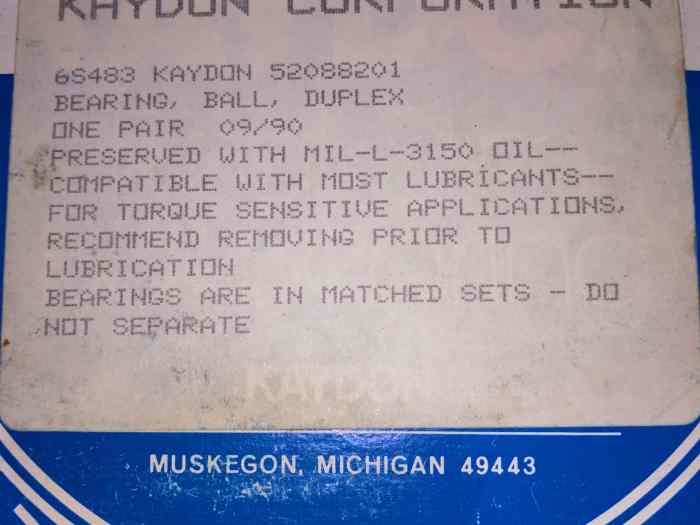 KAYDON CORPORATION
6S483 KAYDON 52088201
BEARING, BALL, DUPLEX
ONE PAIR 09/90
PRESERVED WITH MIL-L-3150 OIL--
COMPATIBLE WITH MOST LUBRICANTS--
FOR TORQUE SENSITIVE APPLICATIONS,
RECOMMEND REMOVING PRIOR TO
LUBRICATION
BEARINGS ARE IN MATCHED SETS - DO
NOT SEPARATE
KAYDON
MUSKEGON, MICHIGAN 49443